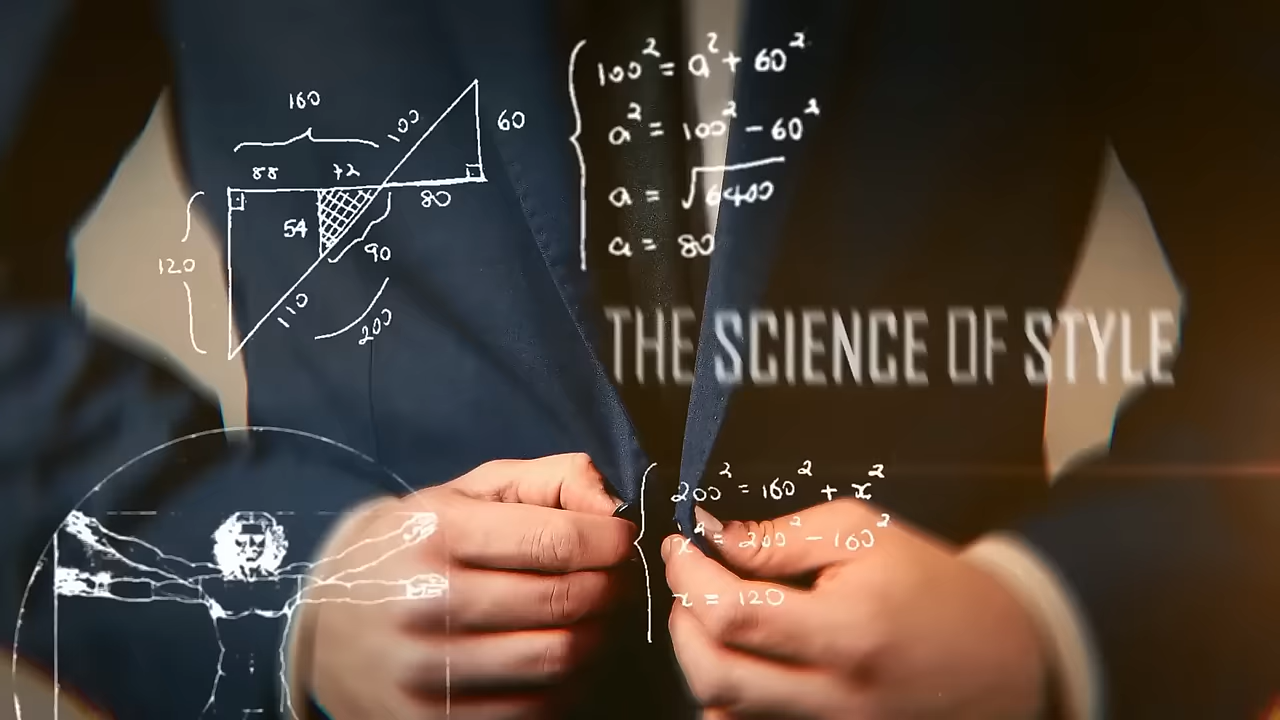 160
100
60
88
72
80
54
90
120
110
200
100² = a² + 60²
a² = 100² - 60²
a = √6400
a = 80
THE SCIENCE OF STYLE
200² = 160² + x²
x² = 200² - 160²
x = 120